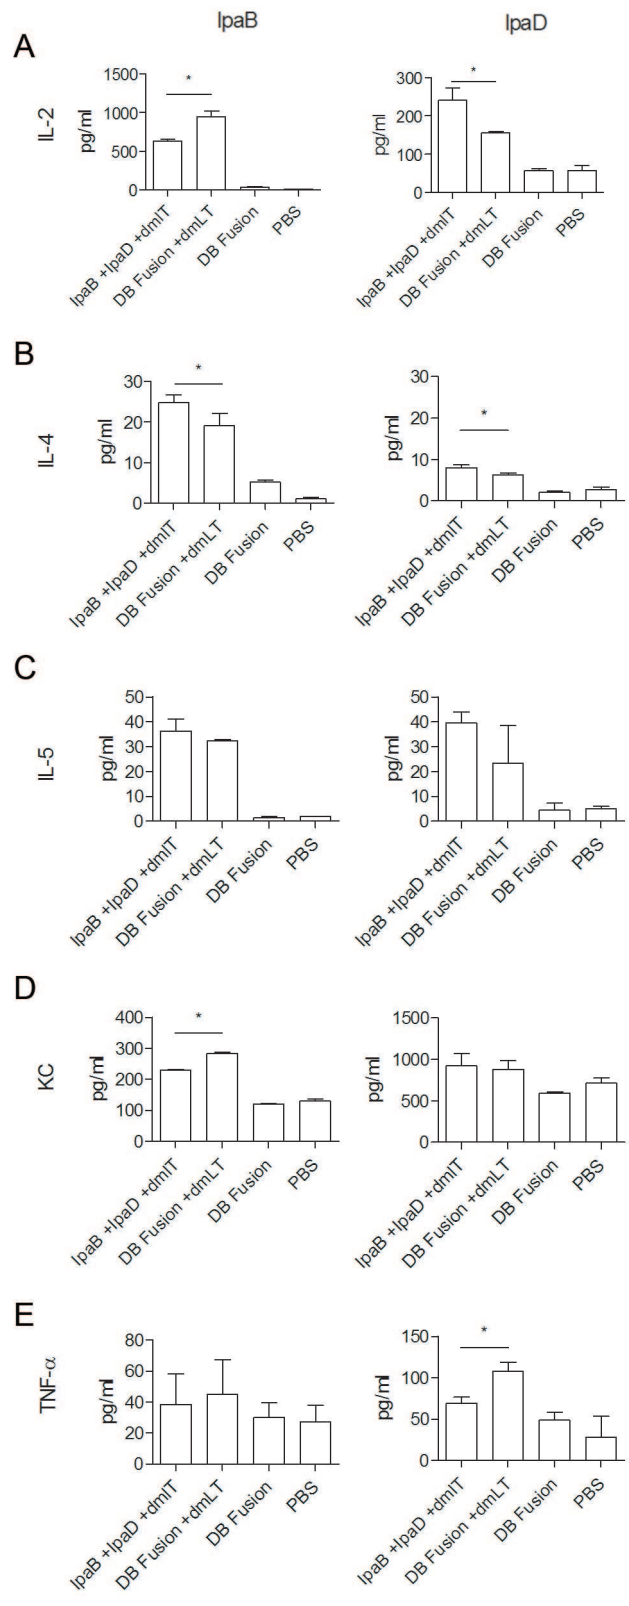 IpaB
IpaD
A
IL-2
pg/ml
1500
1000
500
0
*
IpaB +IpaD +dmlT
DB Fusion +dmLT
DB Fusion
PBS
pg/ml
300
200
100
0
*
IpaB +IpaD +dmlT
DB Fusion +dmLT
DB Fusion
PBS
B
IL-4
pg/ml
30
20
10
0
*
IpaB +IpaD +dmlT
DB Fusion +dmLT
DB Fusion
PBS
pg/ml
30
20
10
0
*
IpaB +IpaD +dmlT
DB Fusion +dmLT
DB Fusion
PBS
C
IL-5
pg/ml
50
40
30
20
10
0
IpaB +IpaD +dmlT
DB Fusion +dmLT
DB Fusion
PBS
pg/ml
50
40
30
20
10
0
IpaB +IpaD +dmlT
DB Fusion +dmLT
DB Fusion
PBS
D
KC
pg/ml
400
300
200
100
0
*
IpaB +IpaD +dmlT
DB Fusion +dmLT
DB Fusion
PBS
pg/ml
1500
1000
500
0
IpaB +IpaD +dmlT
DB Fusion +dmLT
DB Fusion
PBS
E
TNF-α
pg/ml
80
60
40
20
0
IpaB +IpaD +dmlT
DB Fusion +dmLT
DB Fusion
PBS
pg/ml
150
100
50
0
*
IpaB +IpaD +dmlT
DB Fusion +dmLT
DB Fusion
PBS